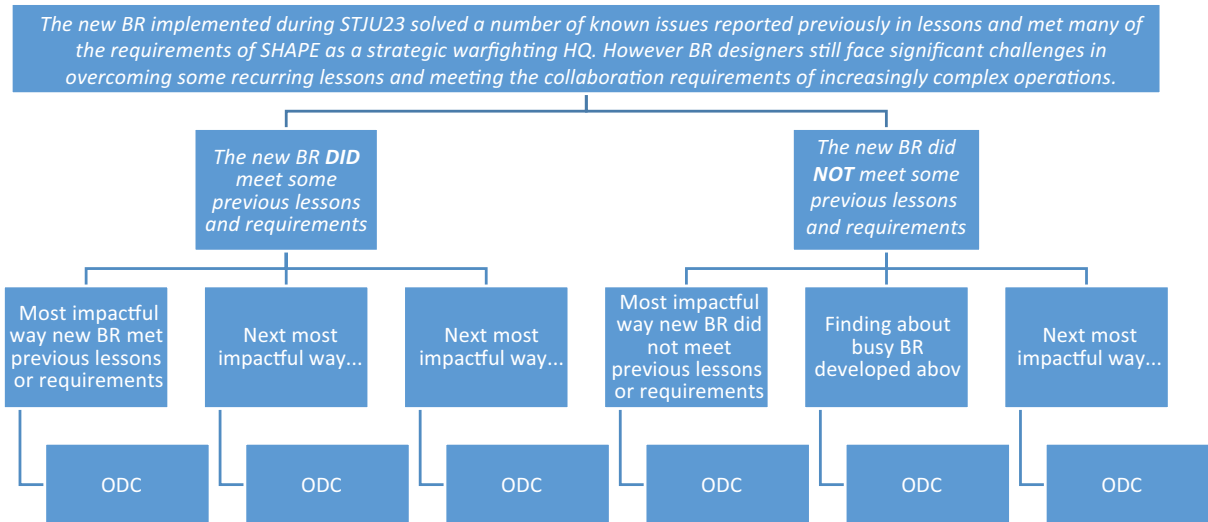 The new BR implemented during STJU23 solved a number of known issues reported previously in lessons and met many of
the requirements of SHAPE as a strategic warfighting HQ. However BR designers still face significant challenges in
overcoming some recurring lessons and meeting the collaboration requirements of increasingly complex operations.
The new BR DID
meet some
previous lessons
and requirements
The new BR did
NOT meet some
previous lessons
and requirements
Most impactful
way new BR met
previous lessons
or requirements
Next most
impactful way...
Next most
impactful way...
Most impactful
way new BR did
not meet
previous lessons
or requirements
Finding about
busy BR
developed abov
Next most
impactful way...
ODC
ODC
ODC
ODC
ODC
ODC